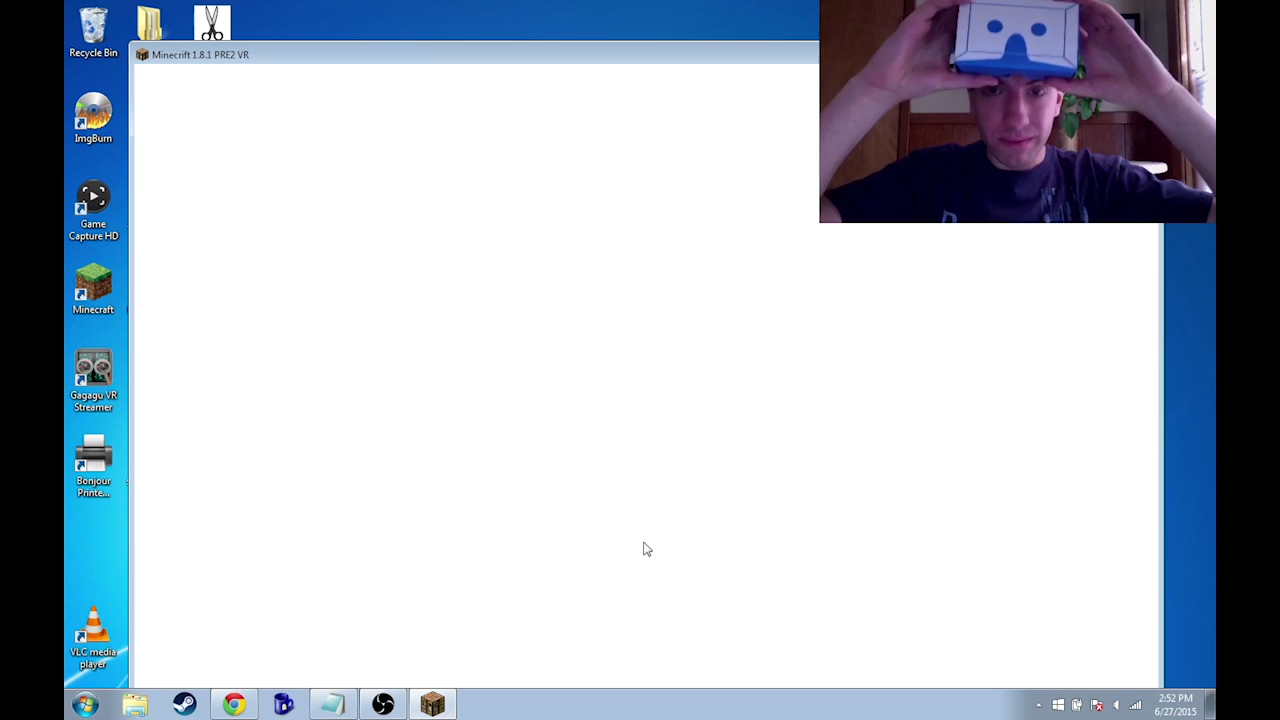 Recycle Bin
Minecrift 1.8.1 PRE2 VR
ImgBurn
Game
Capture HD
Minecraft
Gagagu VR
Streamer
Bonjour
Printe...
VLC media
player
2:52 PM
6/27/2015